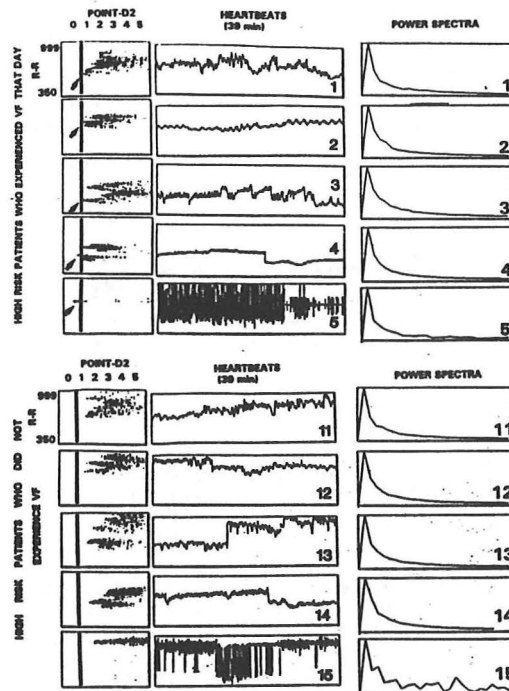 POINT-D2
0 1 2 3 4 5
HEARTBEATS
(39 min)
POWER SPECTRA
HIGH RISK PATIENTS WHO EXPERIENCED VF THAT DAY
999
R-R
350
1
1
2
2
3
3
4
4
5
5
POINT-D2
0 1 2 3 4 5
HEARTBEATS
(39 min)
POWER SPECTRA
HIGH RISK PATIENTS WHO DID NOT
EXPERIENCE VF
999
R-R
350
11
11
12
12
13
13
14
14
15
15